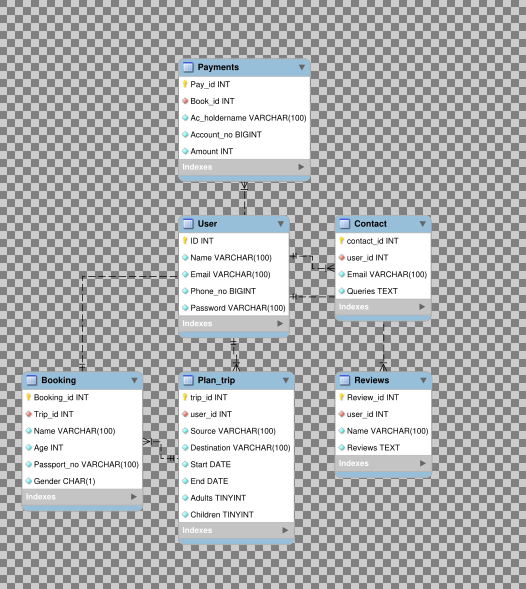 Payments
Pay_id INT
Book_id INT
Ac_holdername VARCHAR(100)
Account_no BIGINT
Amount INT
Indexes
User
ID INT
Name VARCHAR(100)
Email VARCHAR(100)
Phone_no BIGINT
Password VARCHAR(100)
Indexes
Contact
contact_id INT
user_id INT
Email VARCHAR(100)
Queries TEXT
Indexes
Booking
Booking_id INT
Trip_id INT
Name VARCHAR(100)
Age INT
Passport_no VARCHAR(100)
Gender CHAR(1)
Indexes
Plan_trip
trip_id INT
user_id INT
Source VARCHAR(100)
Destination VARCHAR(100)
Start DATE
End DATE
Adults TINYINT
Children TINYINT
Indexes
Reviews
Review_id INT
user_id INT
Name VARCHAR(100)
Reviews TEXT
Indexes